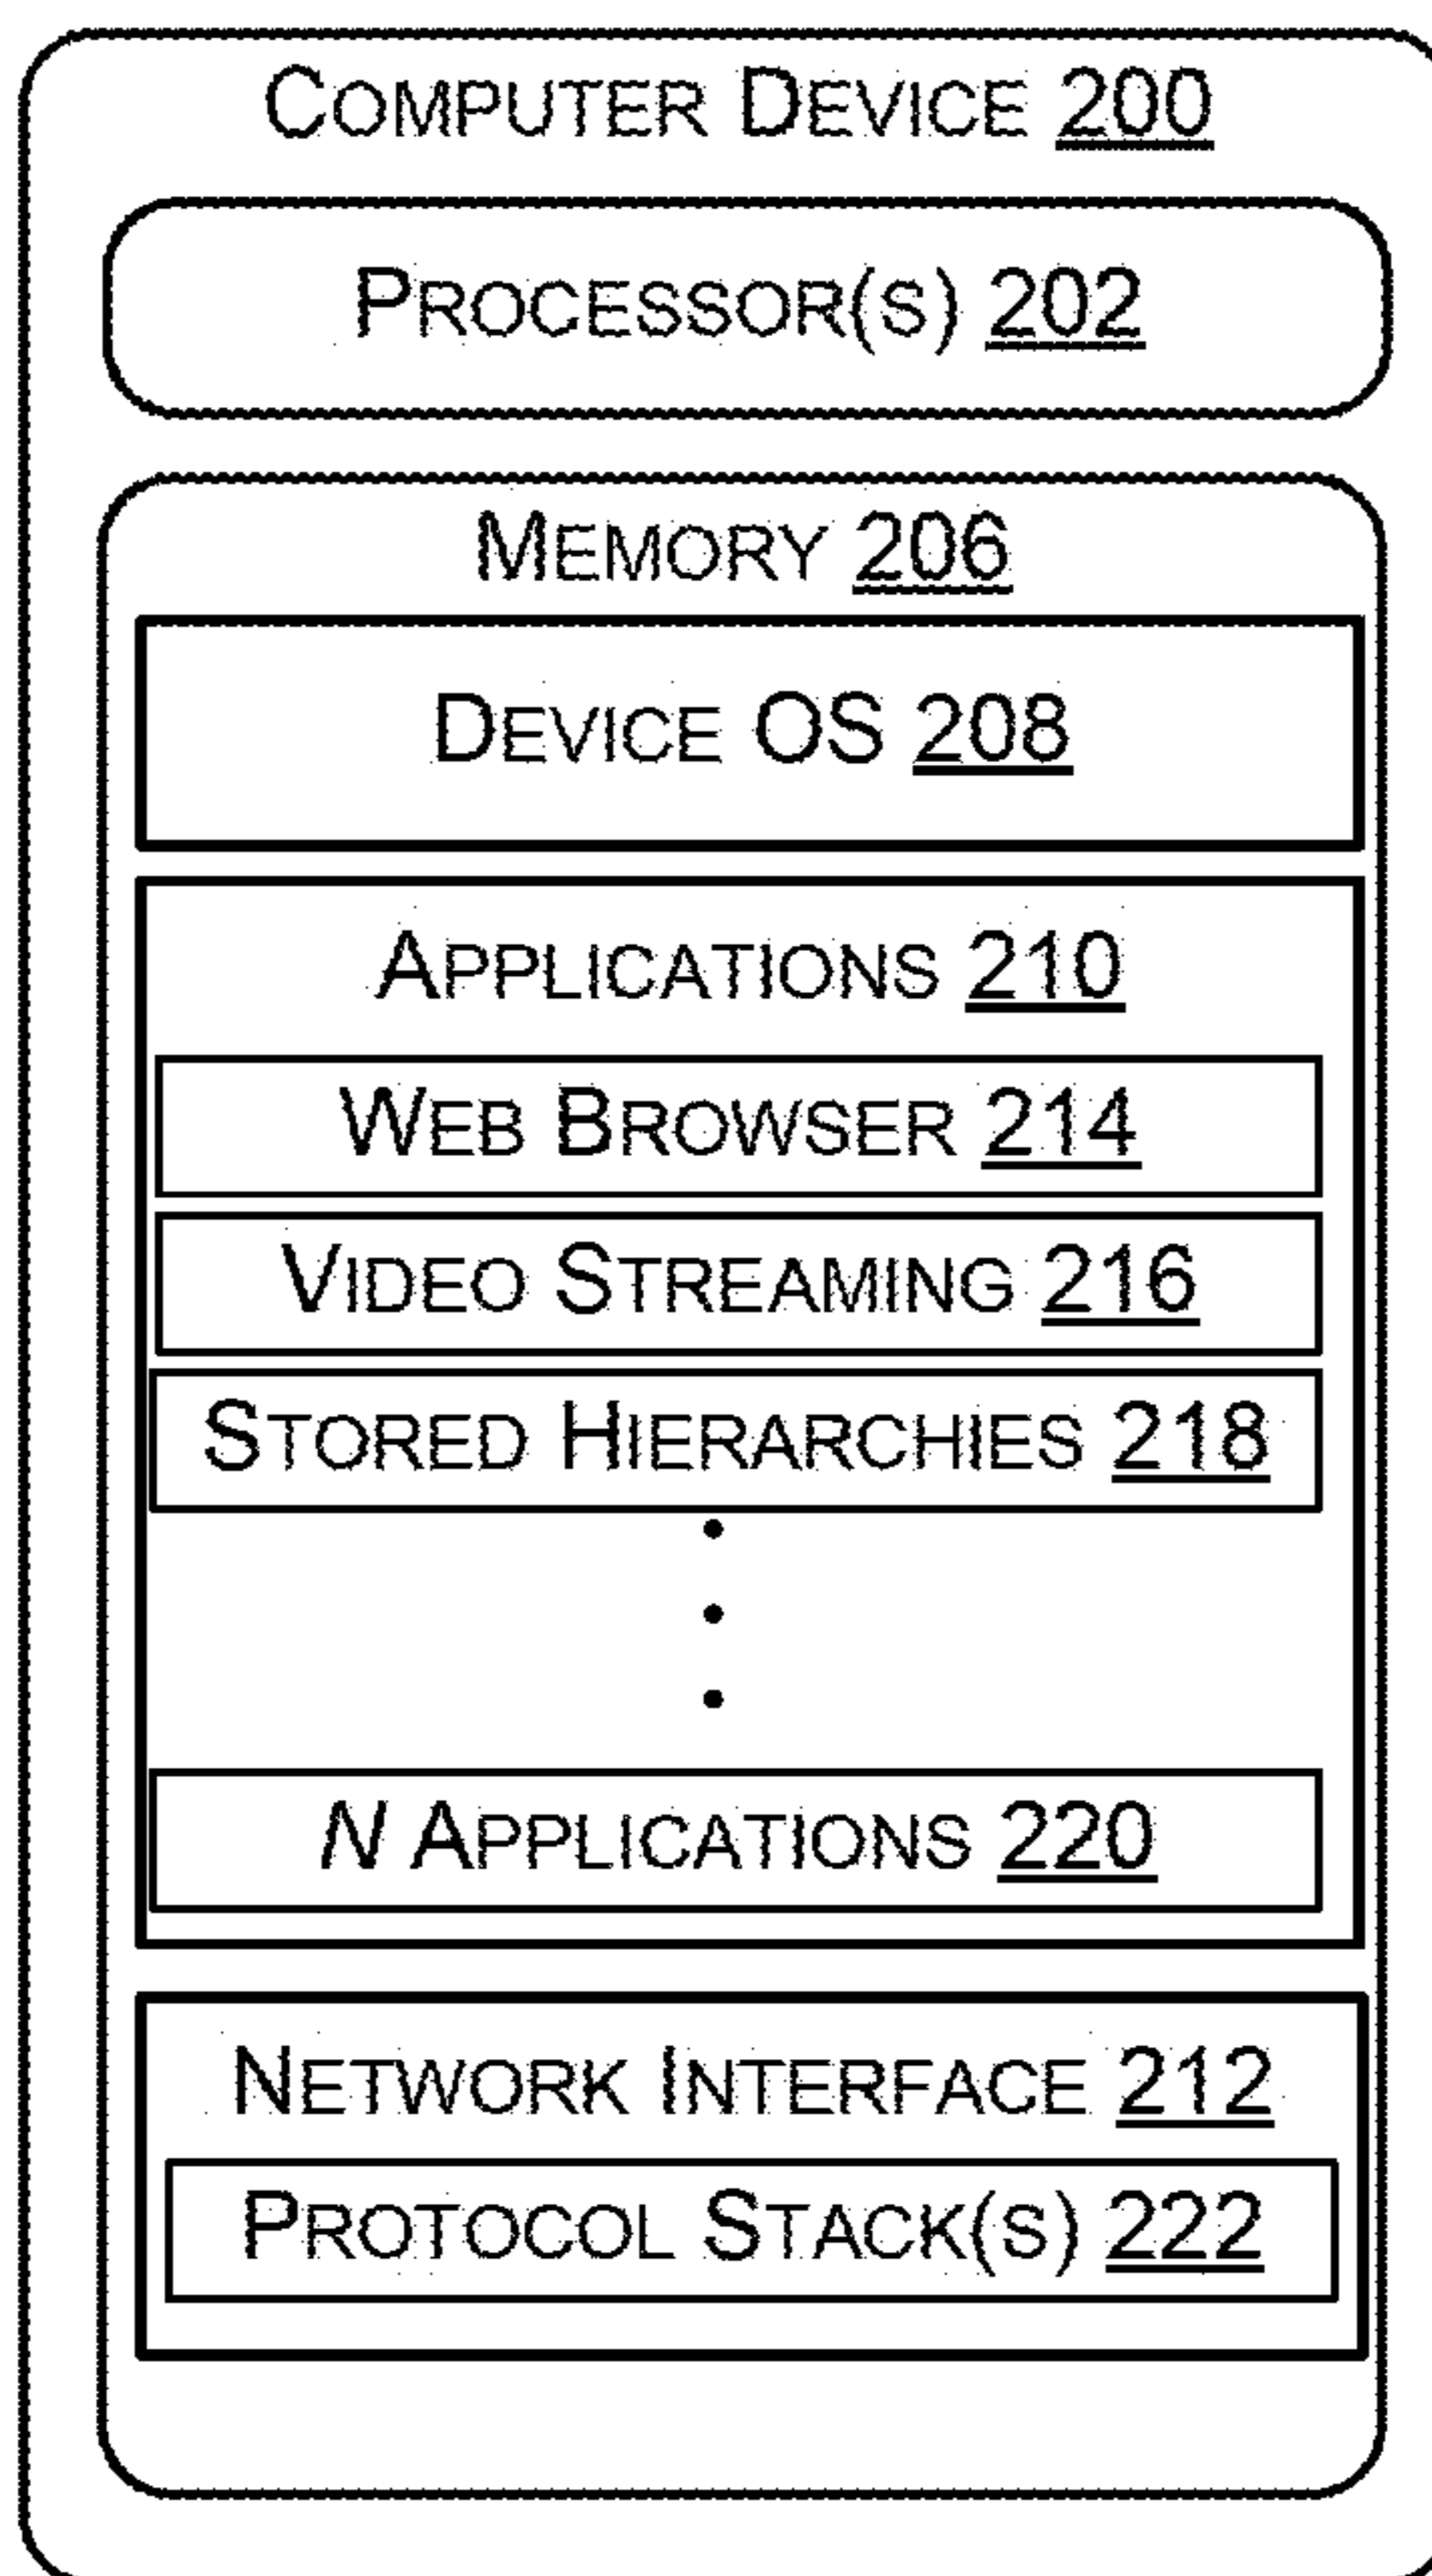 COMPUTER DEVICE 200
PROCESSOR(S) 202
MEMORY 206
DEVICE OS 208
APPLICATIONS 210
WEB BROWSER 214
VIDEO STREAMING 216
STORED HIERARCHIES 218
N APPLICATIONS 220
NETWORK INTERFACE 212
PROTOCOL STACK(S) 222